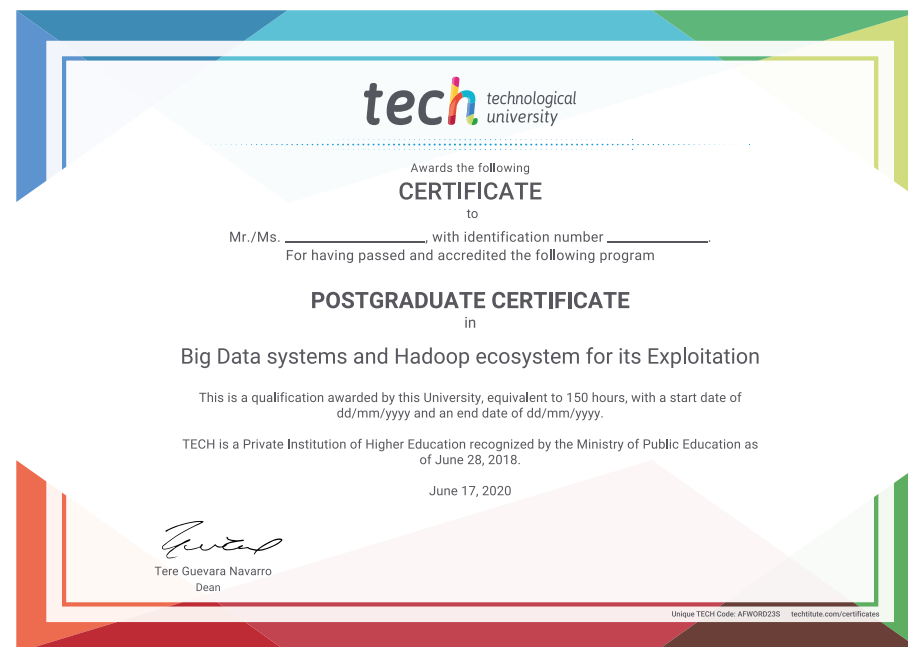 tech technological
university
Awards the following
CERTIFICATE
to
Mr./Ms. ____________, with identification number _________.
For having passed and accredited the following program
POSTGRADUATE CERTIFICATE
in
Big Data systems and Hadoop ecosystem for its Exploitation
This is a qualification awarded by this University, equivalent to 150 hours, with a start date of
dd/mm/yyyy and an end date of dd/mm/yyyy.
TECH is a Private Institution of Higher Education recognized by the Ministry of Public Education as
of June 28, 2018.
June 17, 2020
Tere Guevara Navarro
Dean
Unique TECH Code: AFWORD23S techtitute.com/certificates